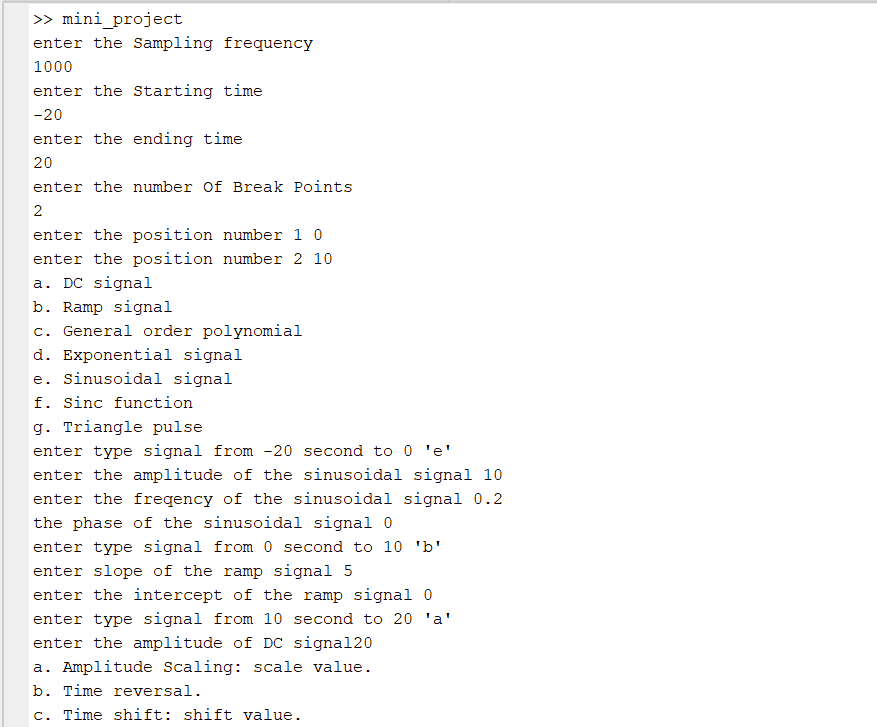 >> mini_project
enter the Sampling frequency
1000
enter the Starting time
-20
enter the ending time
20
enter the number Of Break Points
2
enter the position number 1 0
enter the position number 2 10
a. DC signal
b. Ramp signal
c. General order polynomial
d. Exponential signal
e. Sinusoidal signal
f. Sinc function
g. Triangle pulse
enter type signal from -20 second to 0 'e'
enter the amplitude of the sinusoidal signal 10
enter the freqency of the sinusoidal signal 0.2
the phase of the sinusoidal signal 0
enter type signal from 0 second to 10 'b'
enter slope of the ramp signal 5
enter the intercept of the ramp signal 0
enter type signal from 10 second to 20 'a'
enter the amplitude of DC signal20
a. Amplitude Scaling: scale value.
b. Time reversal.
c. Time shift: shift value.